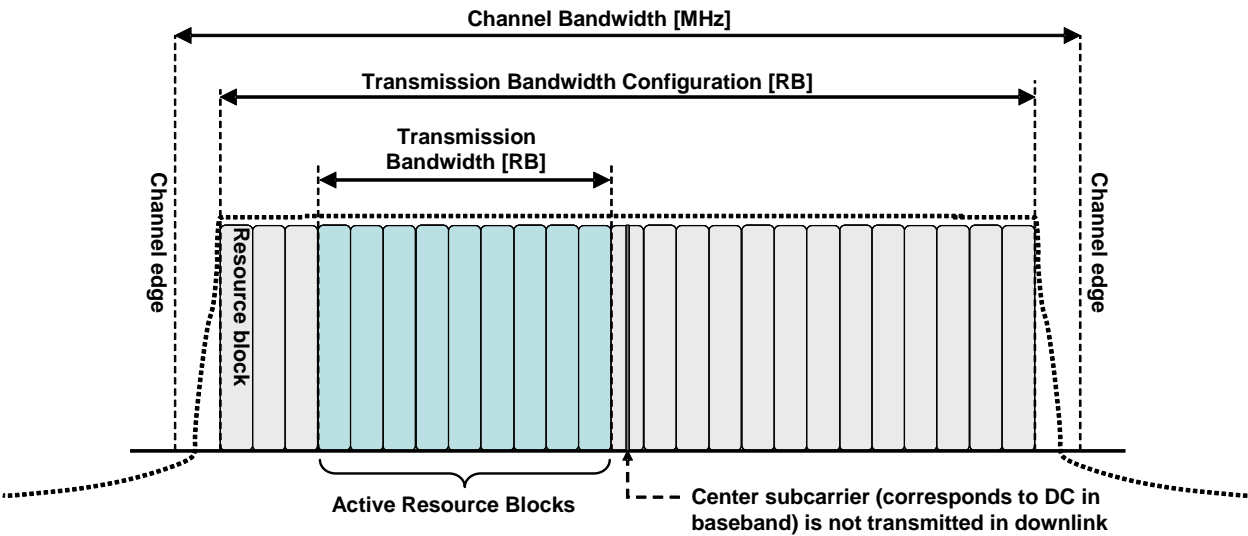 Channel Bandwidth [MHz]
Transmission Bandwidth Configuration [RB]
Transmission
Bandwidth [RB]
Channel edge
Channel edge
Resource block
Active Resource Blocks
Center subcarrier (corresponds to DC in
baseband) is not transmitted in downlink